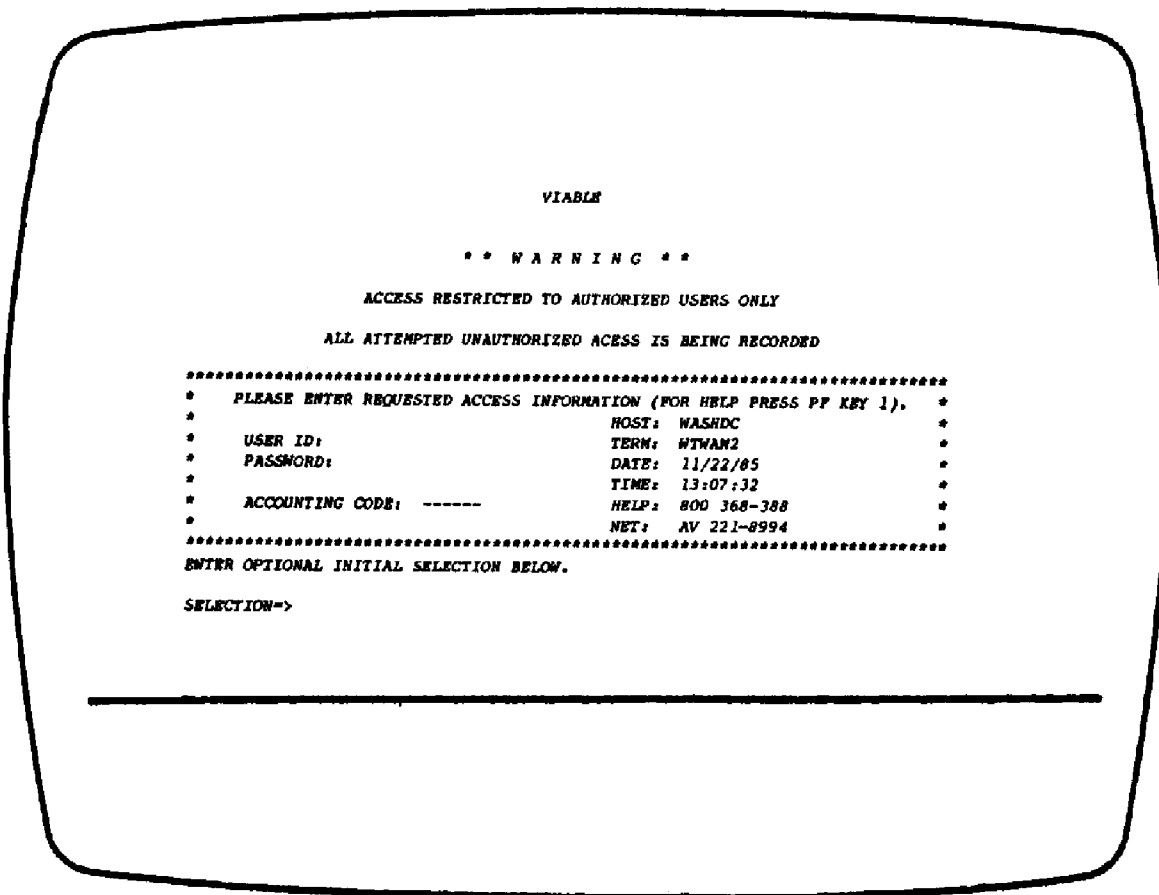 VIABLE
* * W A R N I N G * *
ACCESS RESTRICTED TO AUTHORIZED USERS ONLY
ALL ATTEMPTED UNAUTHORIZED ACESS IS BEING RECORDED
******************************************************************************
* PLEASE ENTER REQUESTED ACCESS INFORMATION (FOR HELP PRESS PF KEY 1). *
* HOST: WASHDC *
* USER ID: TERM: WTWAM2 *
* PASSWORD: DATE: 11/22/85 *
* TIME: 13:07:32 *
* ACCOUNTING CODE: ------ HELP: 800 368-388 *
* NET: AV 221-8994 *
******************************************************************************
ENTER OPTIONAL INITIAL SELECTION BELOW.
SELECTION=>